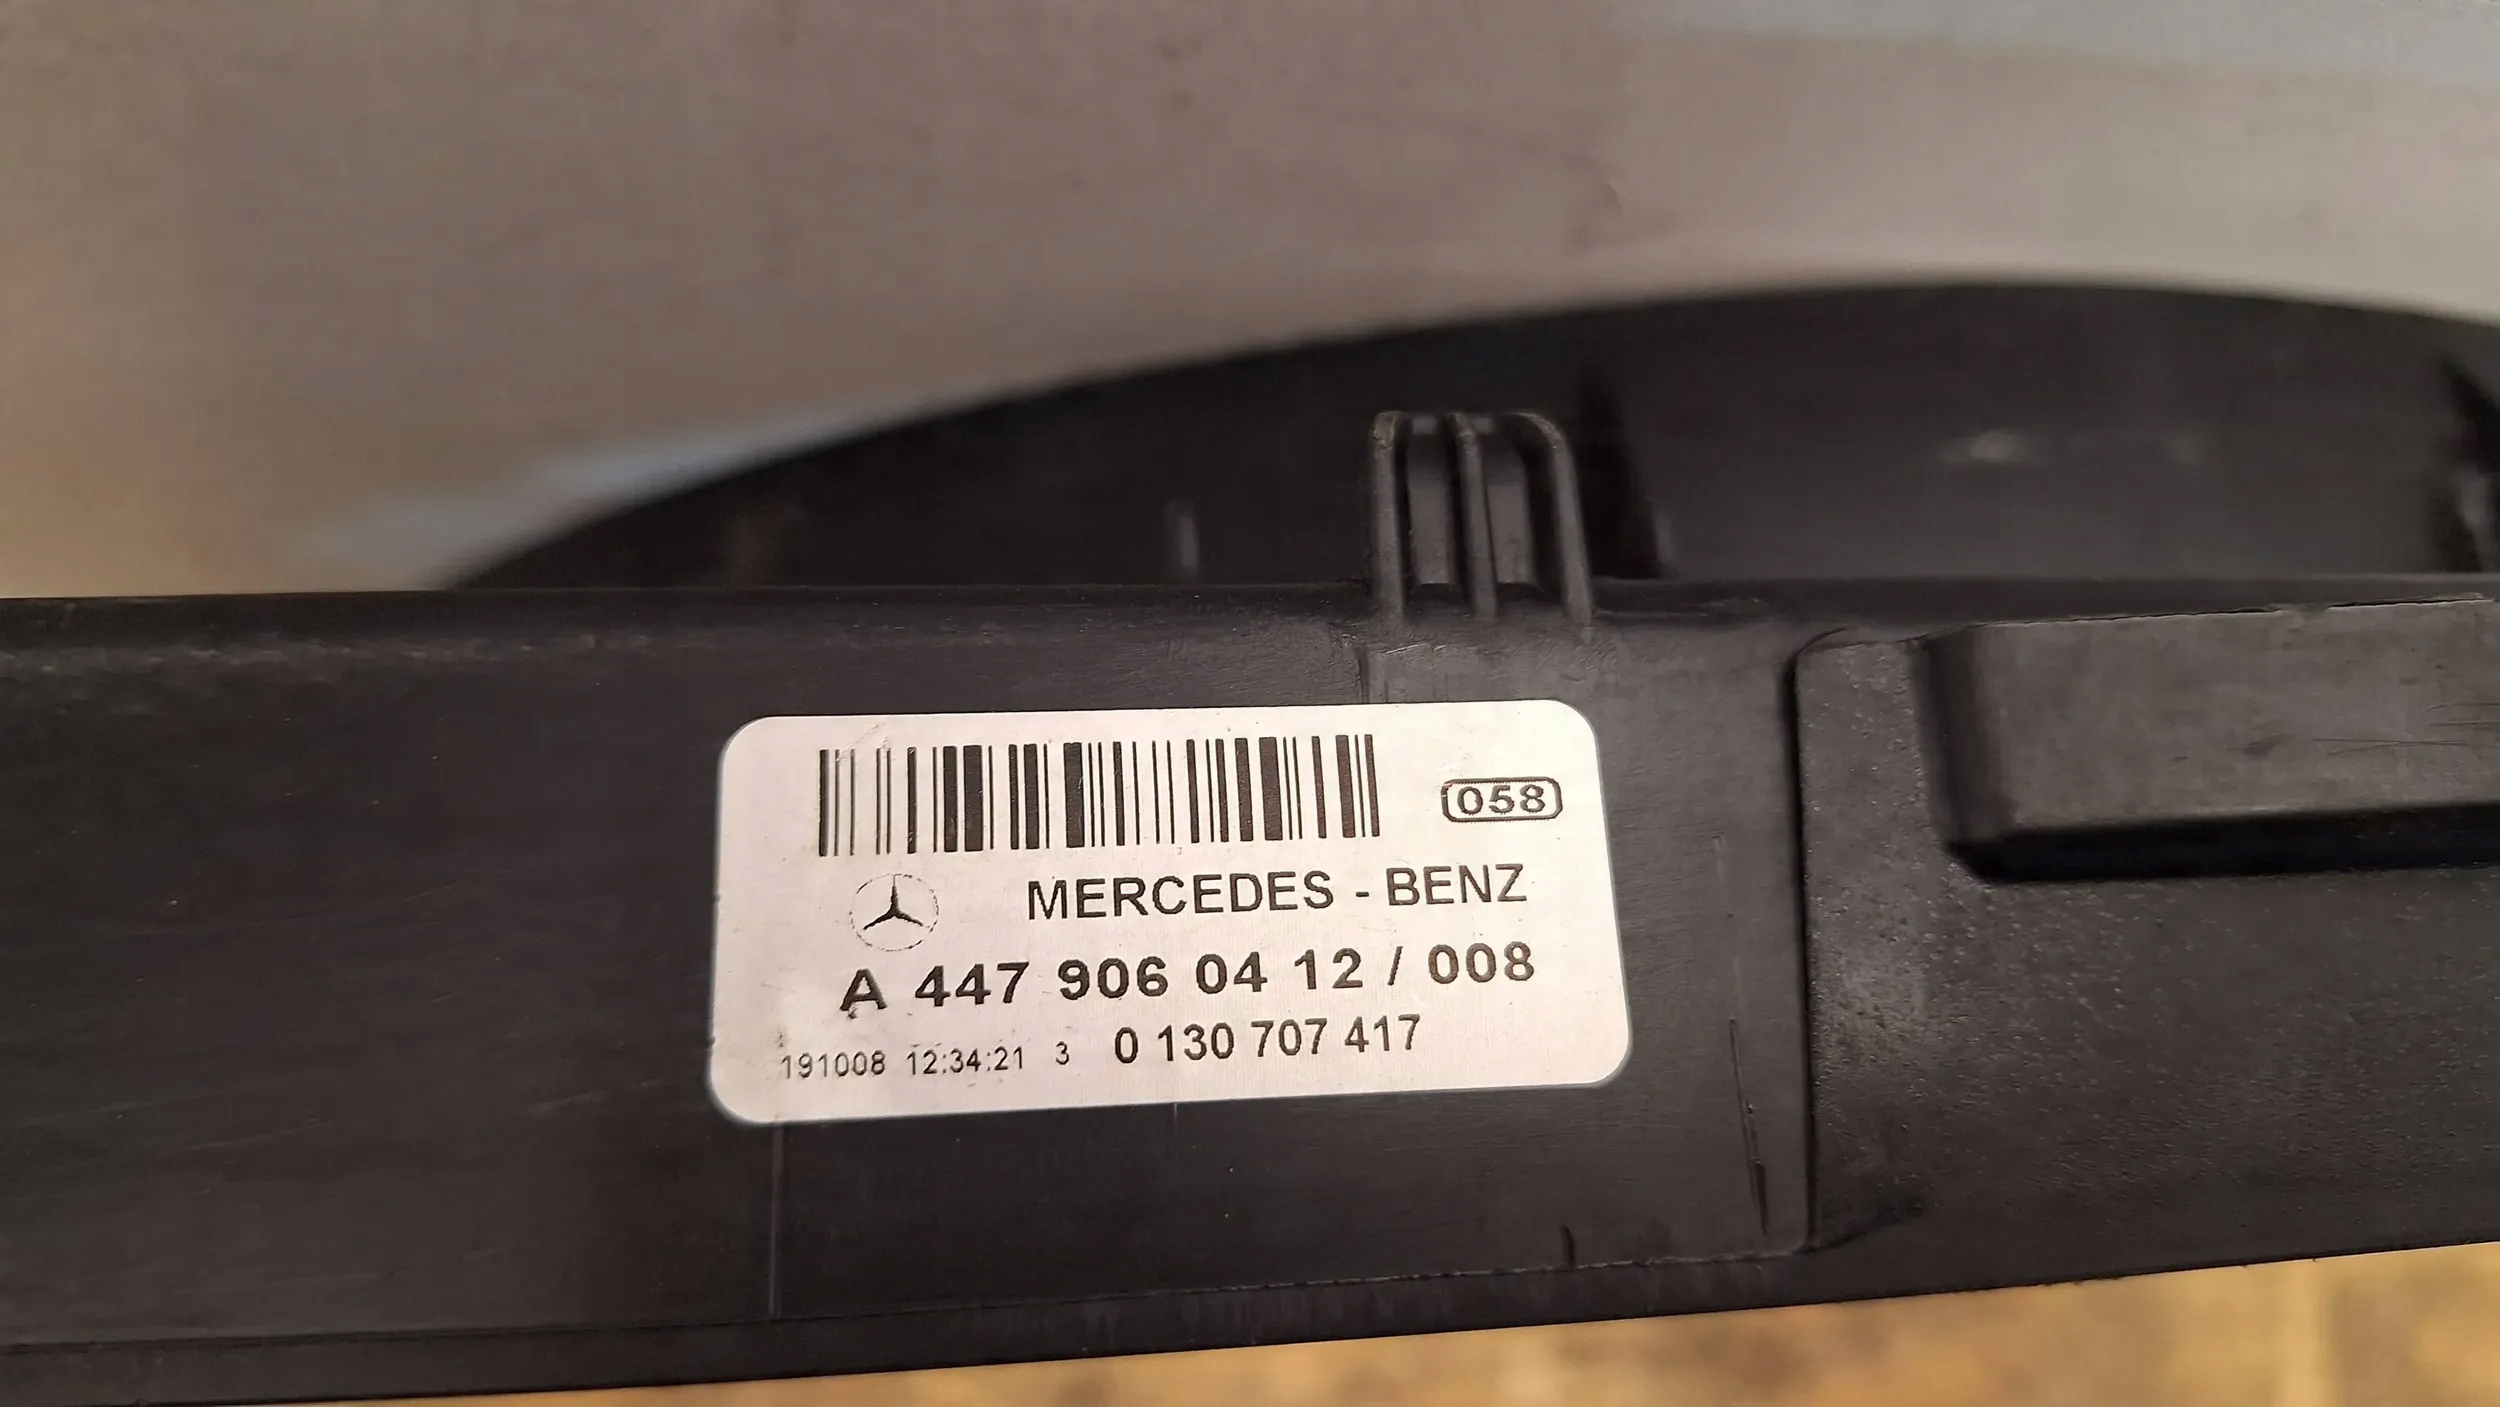 058
MERCEDES - BENZ
A 447 906 04 12 / 008
191008 12:34:21 3 0 130 707 417